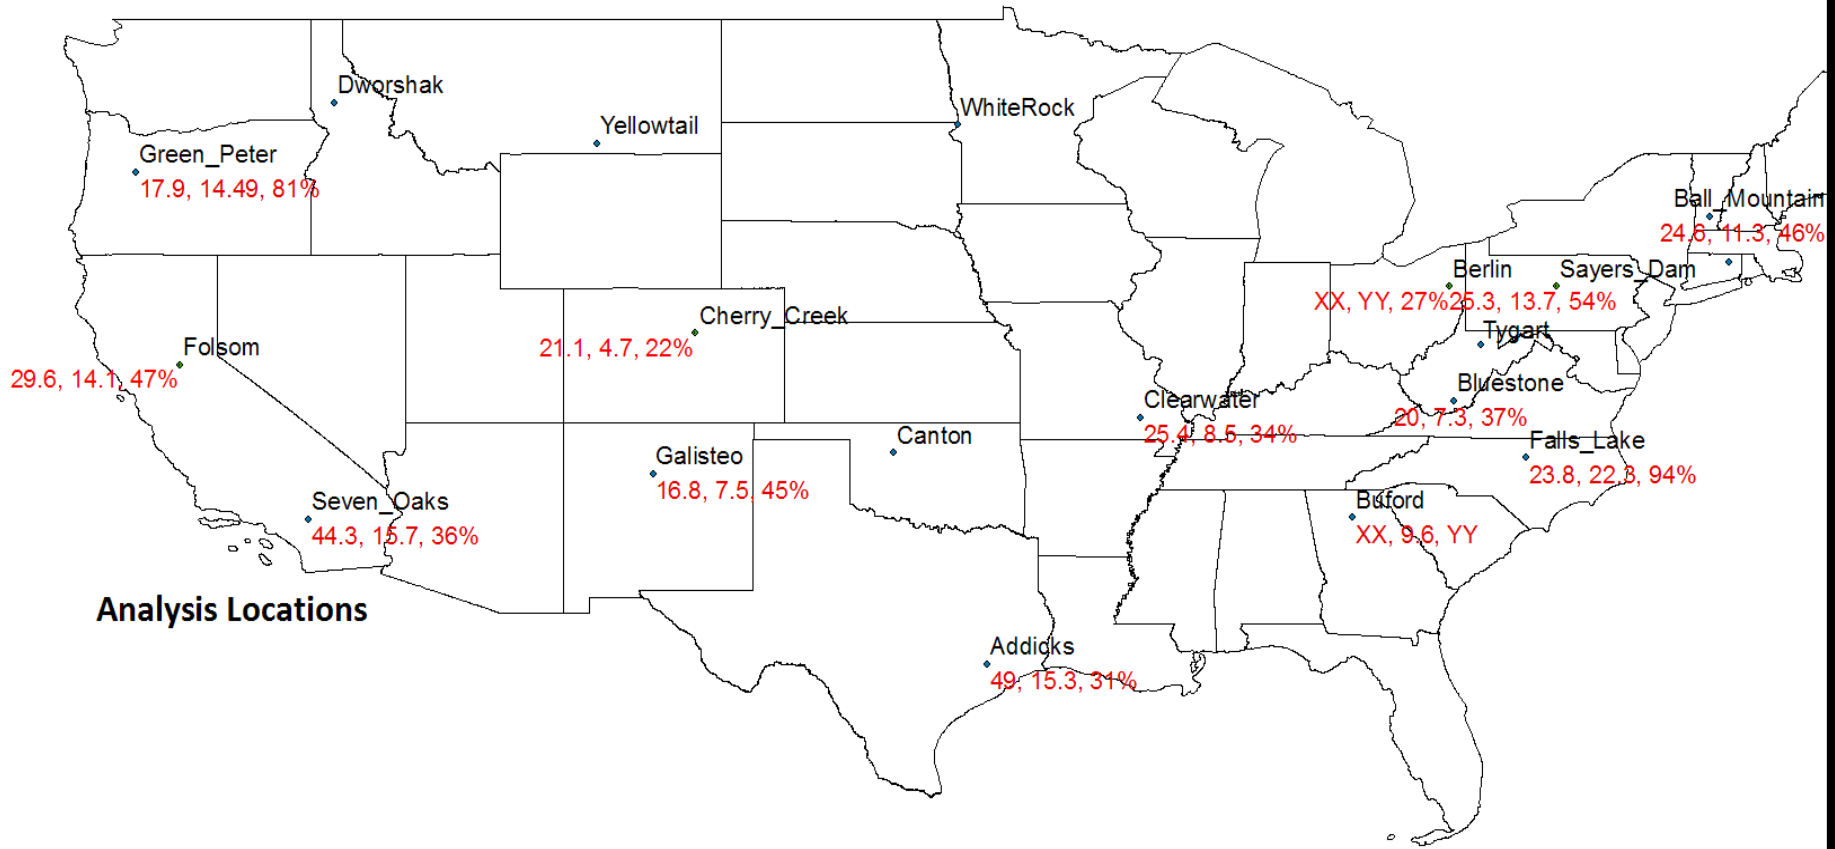 Dworshak
WhiteRock
Yellowtail
Green_Peter
17.9, 14.49, 81%
Ball_Mountain
24.6, 11.3, 46%
Berlin
Sayers_Dam
XX, YY, 27%
25.3, 13.7, 54%
Cherry_Creek
21.1, 4.7, 22%
Tygart
Folsom
29.6, 14.1, 47%
Bluestone
20, 7.3, 37%
Clearwater
25.4, 8.5, 34%
Canton
Falls_Lake
23.8, 22.3, 94%
Galisteo
16.8, 7.5, 45%
Seven_Oaks
44.3, 15.7, 36%
Buford
XX, 9.6, YY
Analysis Locations
Addicks
49, 15.3, 31%